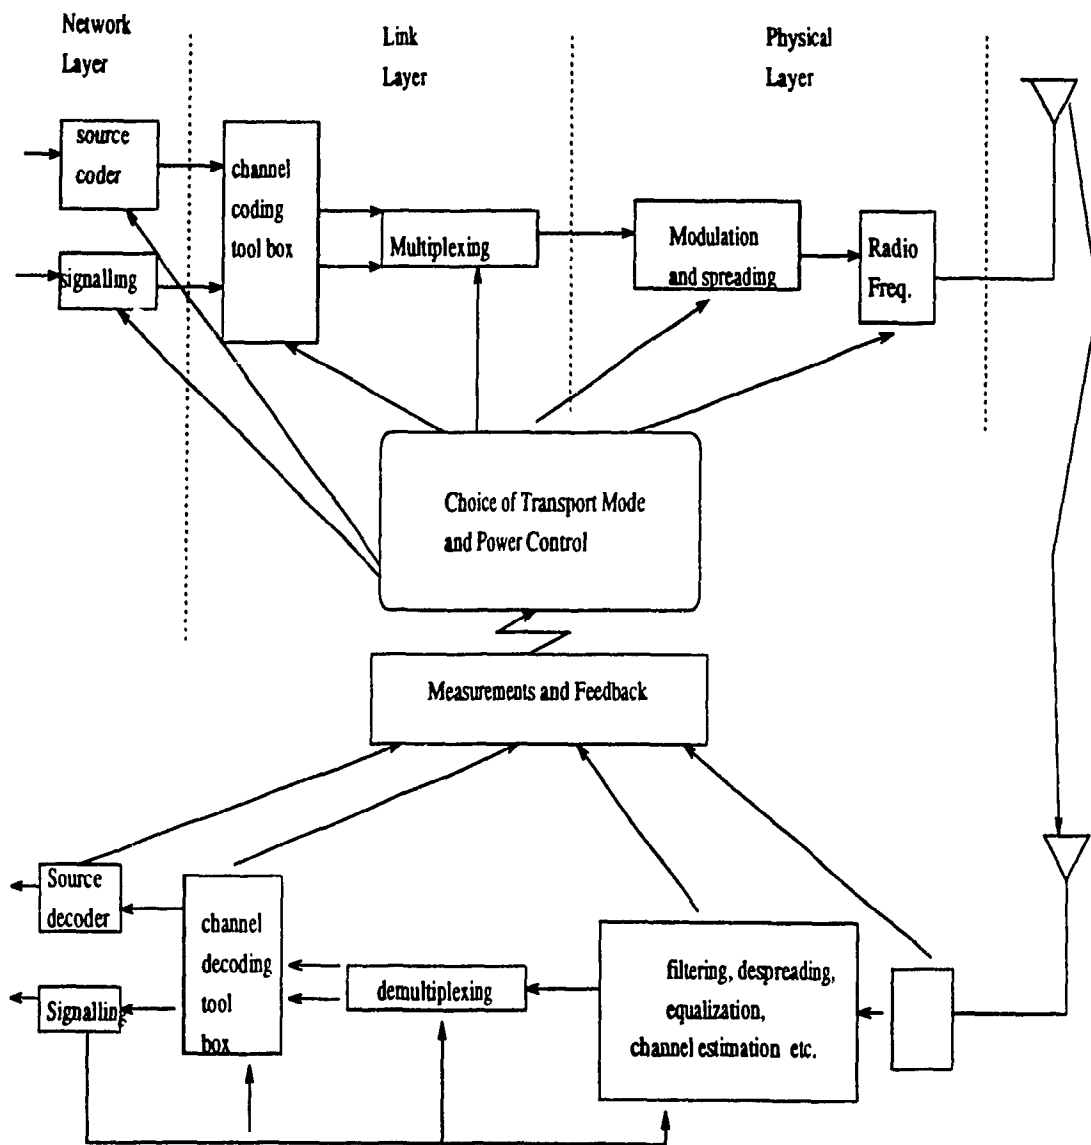 Network
Layer
Link
Layer
Physical
Layer
source
coder
signalling
channel
coding
tool box
Multiplexing
Modulation
and spreading
Radio
Freq.
Choice of Transport Mode
and Power Control
Measurements and Feedback
Source
decoder
Signalling
channel
decoding
tool
box
demultiplexing
filtering, despreading,
equalization,
channel estimation etc.